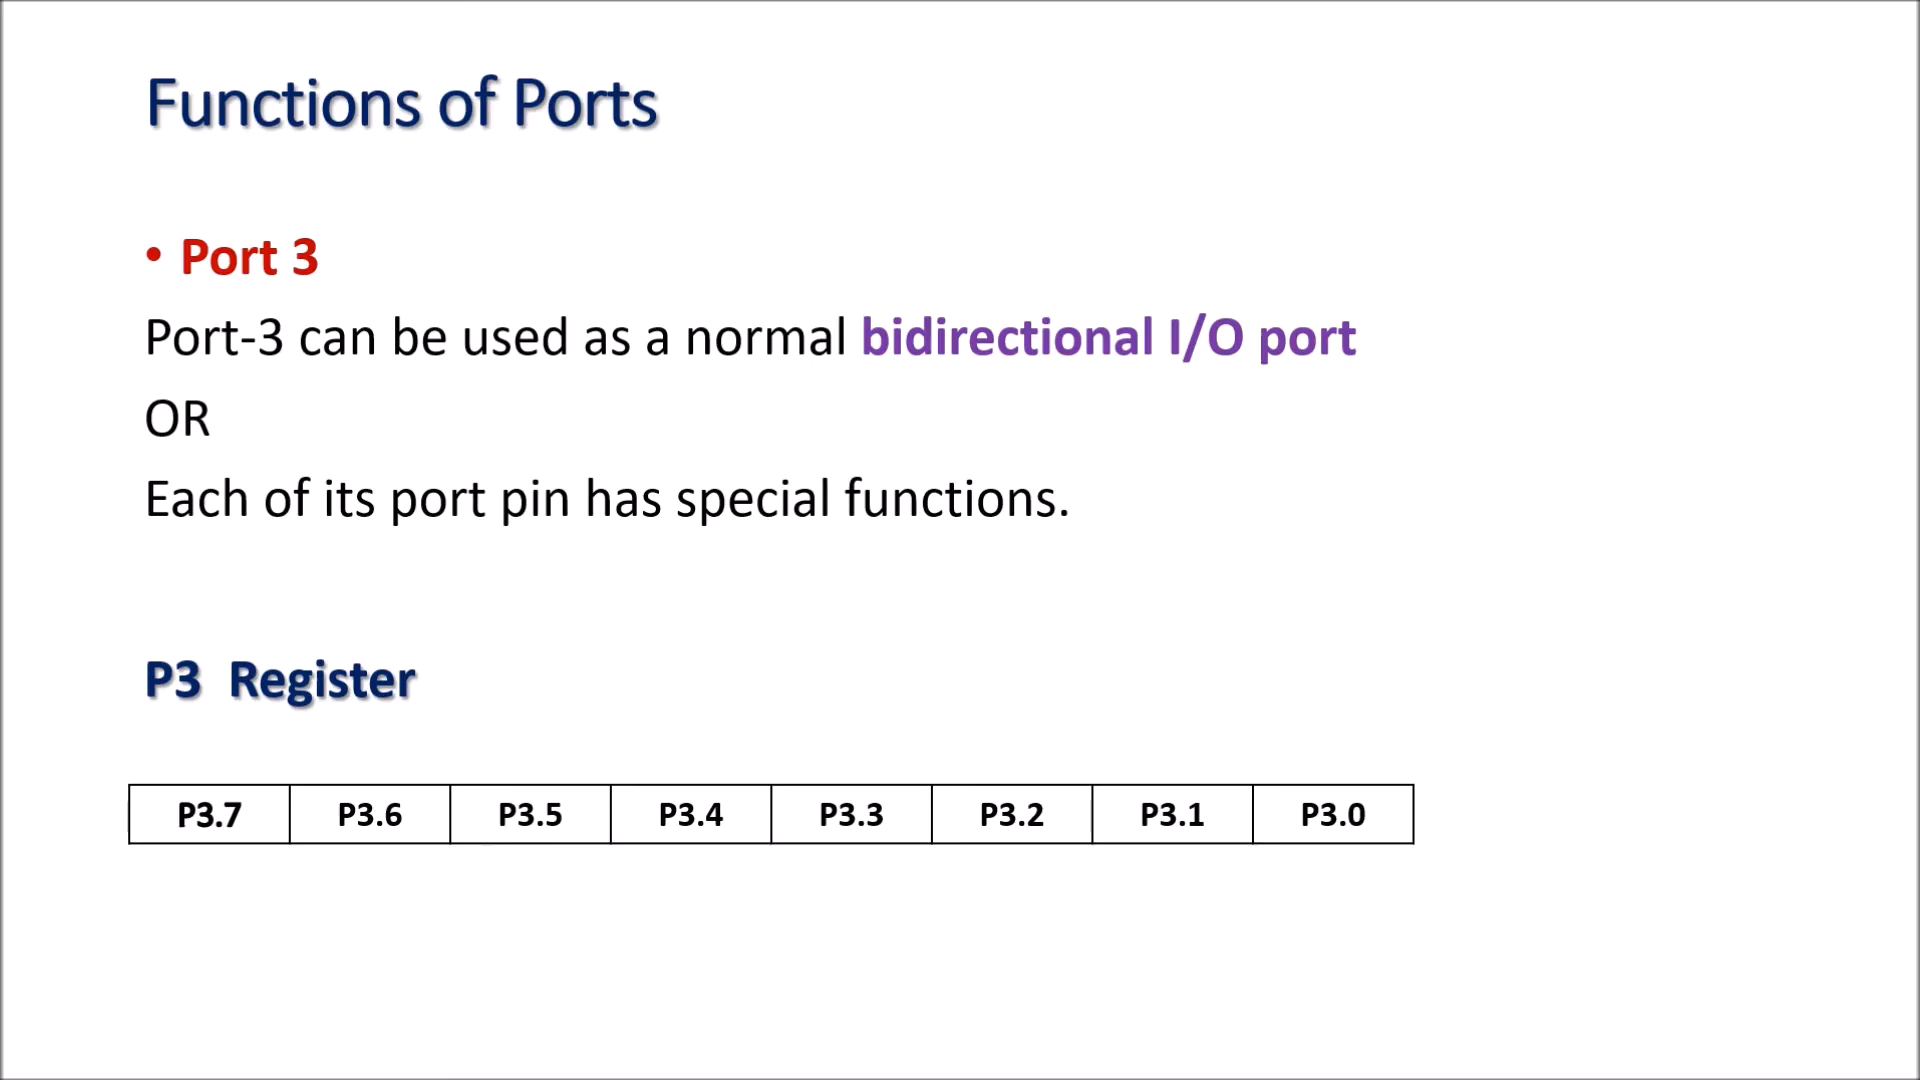 Functions of Ports
• Port 3
Port-3 can be used as a normal bidirectional I/O port
OR
Each of its port pin has special functions.
P3 Register
P3.7 P3.6 P3.5 P3.4 P3.3 P3.2 P3.1 P3.0